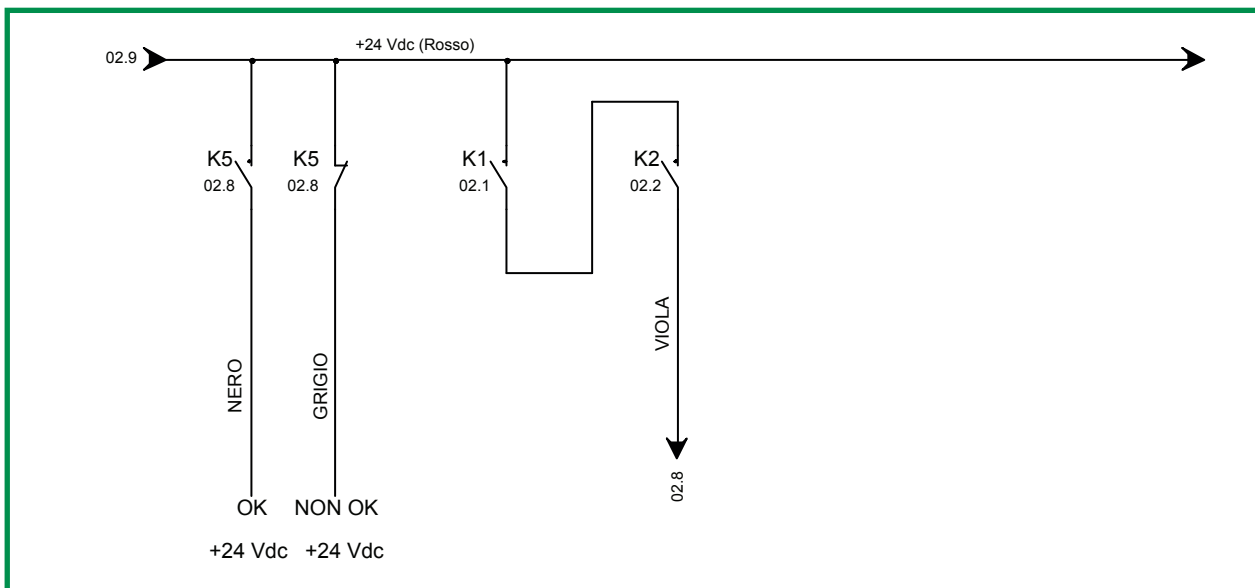 +24 Vdc (Rosso)
02.9
K5 K5 K1 K2
02.8 02.8 02.1 02.2
NERO
GRIGIO
VIOLA
02.8
OK NON OK
+24 Vdc +24 Vdc